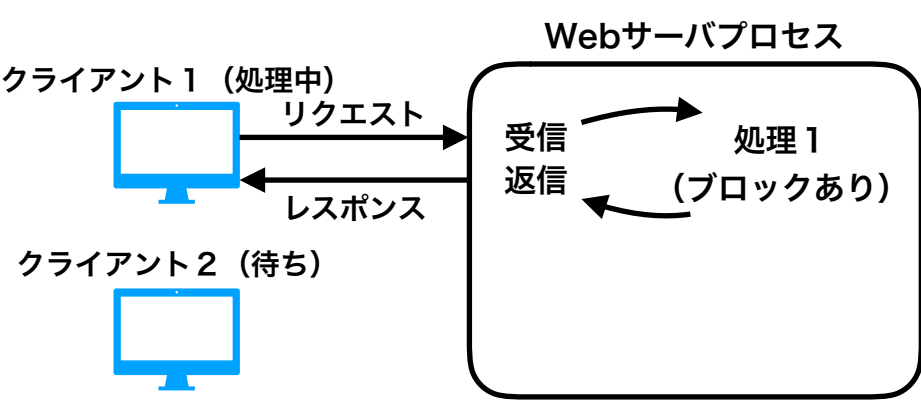 Webサーバプロセス
クライアント１（処理中）
リクエスト
レスポンス
受信
返信
処理１
（ブロックあり）
クライアント２（待ち）